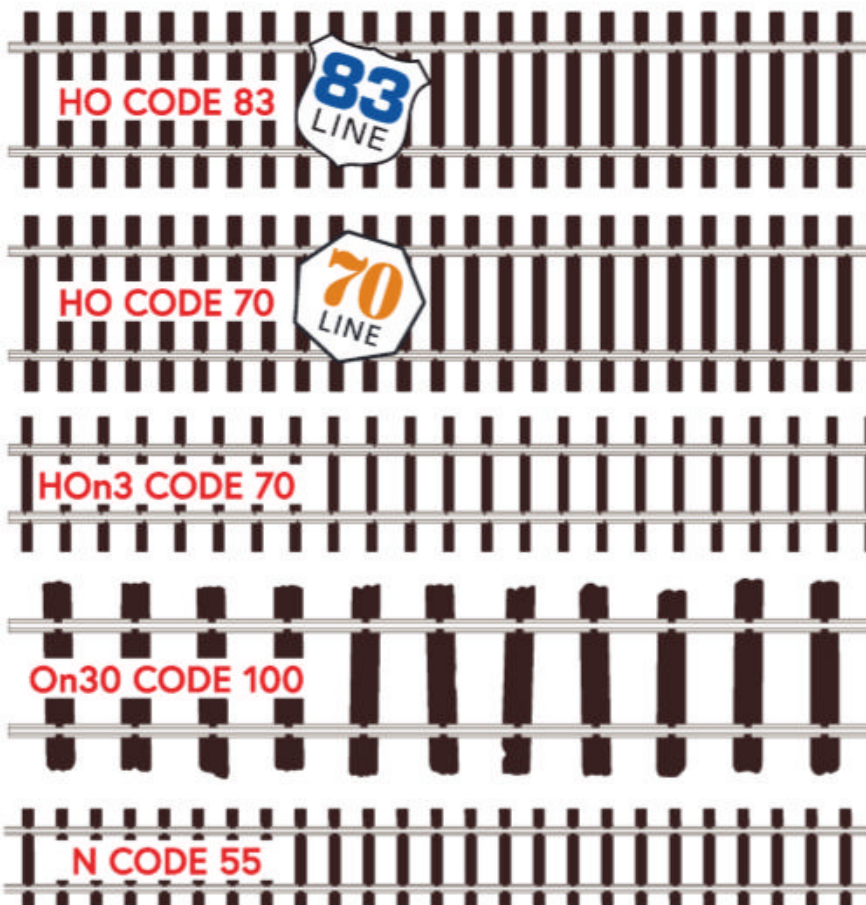 HO CODE 83
83
LINE
HO CODE 70
70
LINE
HOn3 CODE 70
On30 CODE 100
N CODE 55